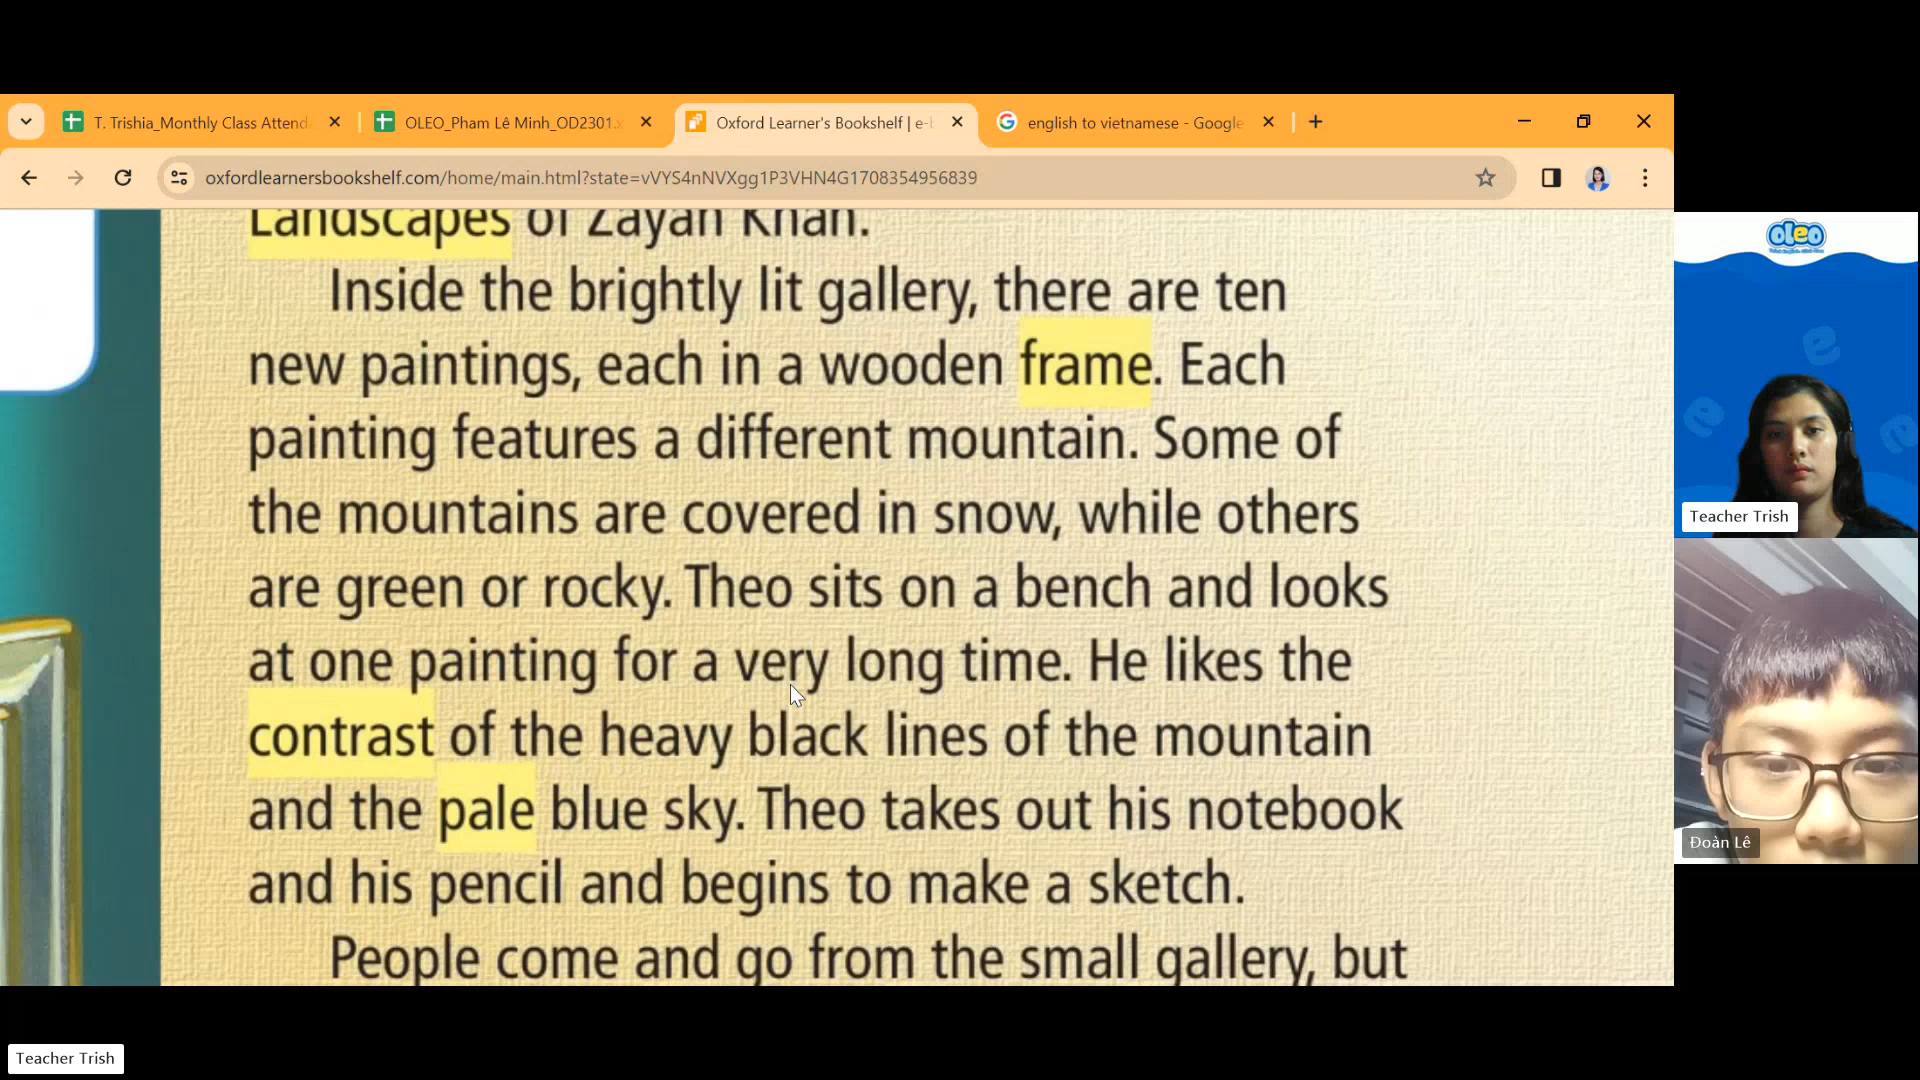 T. Trishia_Monthly Class Attend
OLEO_Pham Lê Minh_OD2301.x
Oxford Learner's Bookshelf | e-b
english to vietnamese - Google
oxfordlearnersbookshelf.com/home/main.html?state=vVYS4nNVXgg1P3VHN4G1708354956839
Landscapes of Zayan Khan.
Inside the brightly lit gallery, there are ten
new paintings, each in a wooden frame. Each
painting features a different mountain. Some of
the mountains are covered in snow, while others
are green or rocky. Theo sits on a bench and looks
at one painting for a very long time. He likes the
contrast of the heavy black lines of the mountain
and the pale blue sky. Theo takes out his notebook
and his pencil and begins to make a sketch.
People come and go from the small gallery, but
oleo
Teacher Trish
Đoàn Lê
Teacher Trish